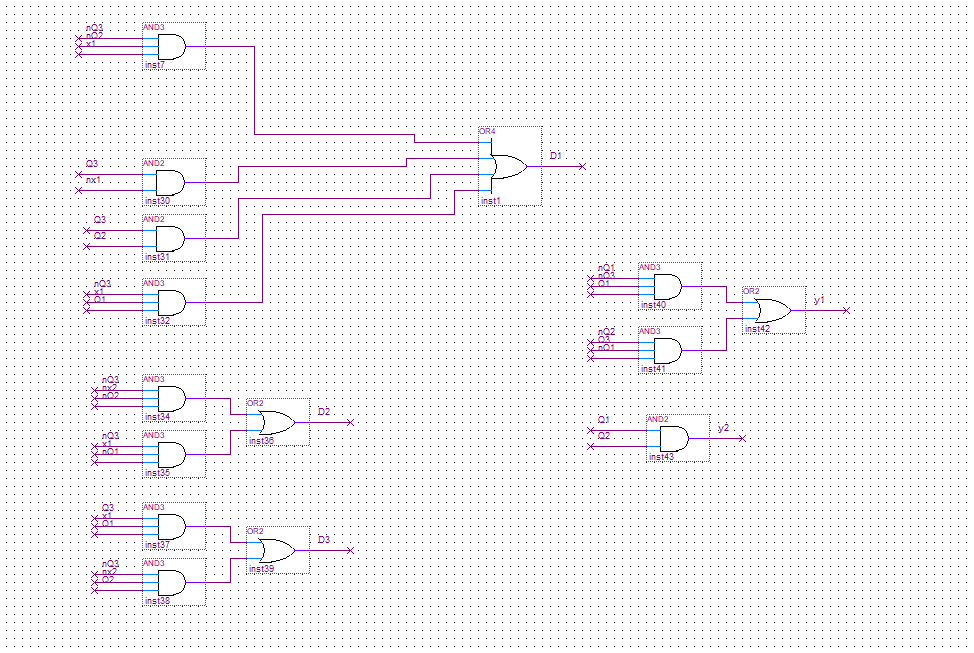 nQ3
nQ2
x1
AND3
inst7
Q3
nx1
AND2
inst30
Q3
Q2
AND2
inst31
nQ3
x1
Q1
AND3
inst32
OR4
inst1
D1
nQ3
nx2
nQ2
AND3
inst34
nQ3
x1
nQ1
AND3
inst35
OR2
inst36
D2
Q3
x1
Q1
AND3
inst37
nQ3
nx2
Q2
AND3
inst38
OR2
inst39
D3
nQ1
nQ3
Q1
AND3
inst40
nQ2
Q3
nQ1
AND3
inst41
OR2
inst42
y1
Q1
Q2
AND2
inst43
y2